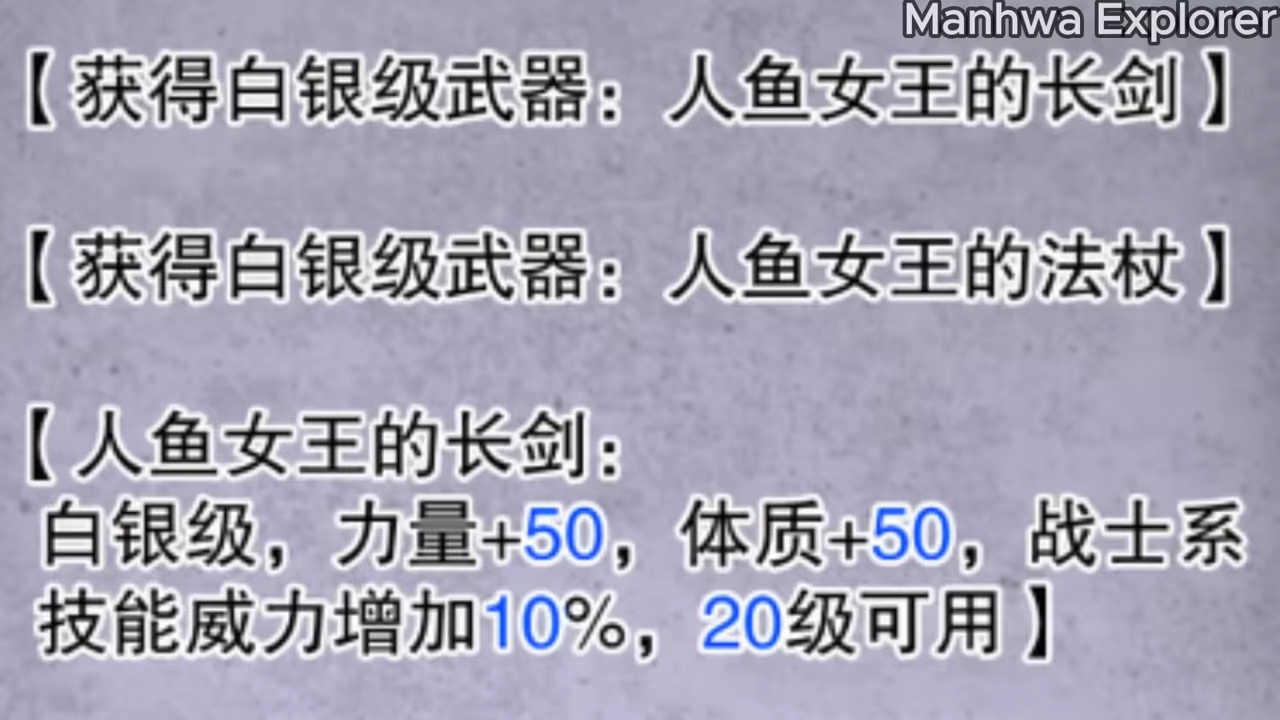 Manhwa Explorer
【获得白银级武器：人鱼女王的长剑】
【获得白银级武器：人鱼女王的法杖】
【人鱼女王的长剑：
白银级，力量+50，体质+50，战士系
技能威力增加10%，20级可用】